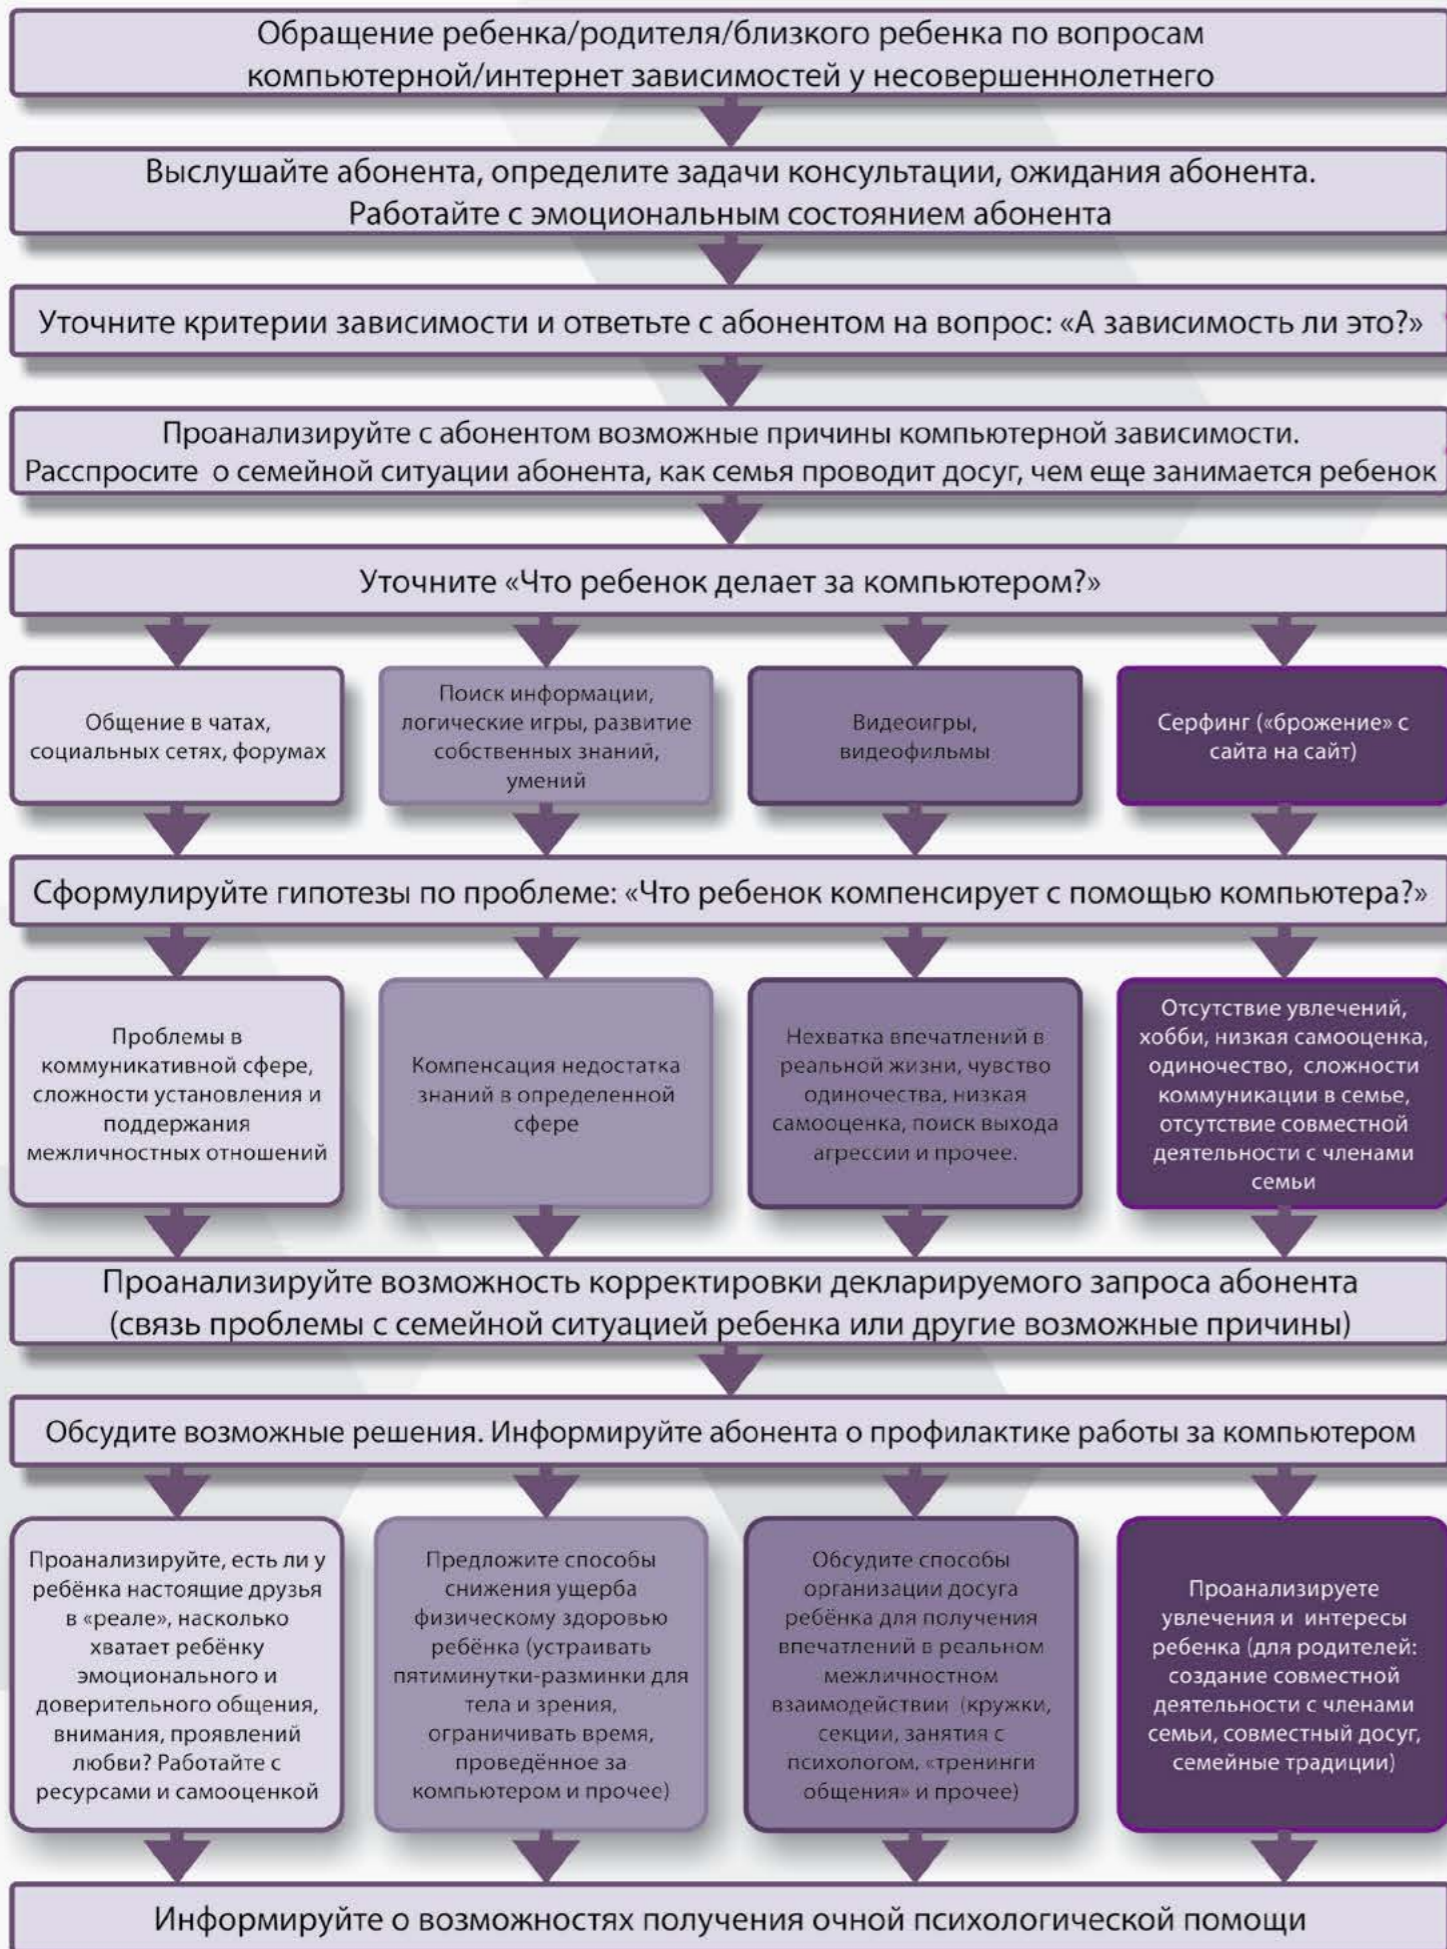 Обращение ребенка/родителя/близкого ребенка по вопросам
компьютерной/интернет зависимостей у несовершеннолетнего
Выслушайте абонента, определите задачи консультации, ожидания абонента.
Работайте с эмоциональным состоянием абонента
Уточните критерии зависимости и ответьте с абонентом на вопрос: «А зависимость ли это?»
Проанализируйте с абонентом возможные причины компьютерной зависимости.
Расспросите о семейной ситуации абонента, как семья проводит досуг, чем еще занимается ребенок
Уточните «Что ребенок делает за компьютером?»
Общение в чатах,
социальных сетях, форумах
Поиск информации,
логические игры, развитие
собственных знаний,
умений
Видеоигры,
видеофильмы
Серфинг («брожение» с
сайта на сайт)
Сформулируйте гипотезы по проблеме: «Что ребенок компенсирует с помощью компьютера?»
Проблемы в
коммуникативной сфере,
сложности установления и
поддержания
межличностных отношений
Компенсация недостатка
знаний в определенной
сфере
Нехватка впечатлений в
реальной жизни, чувство
одиночества, низкая
самооценка, поиск выхода
агрессии и прочее.
Отсутствие увлечений,
хобби, низкая самооценка,
одиночество, сложности
коммуникации в семье,
отсутствие совместной
деятельности с членами
семьи
Проанализируйте возможность корректировки декларируемого запроса абонента
(связь проблемы с семейной ситуацией ребенка или другие возможные причины)
Обсудите возможные решения. Информируйте абонента о профилактике работы за компьютером
Проанализируйте, есть ли у
ребёнка настоящие друзья
в «реале», насколько
хватает ребёнку
эмоционального и
доверительного общения,
внимания, проявлений
любви? Работайте с
ресурсами и самооценкой
Предложите способы
снижения ущерба
физическому здоровью
ребёнка (устраивать
пятиминутки-разминки для
тела и зрения,
ограничивать время,
проведённое за
компьютером и прочее)
Обсудите способы
организации досуга
ребёнка для получения
впечатлений в реальном
межличностном
взаимодействии (кружки,
секции, занятия с
психологом, «тренинги
общения» и прочее)
Проанализируете
увлечения и интересы
ребенка (для родителей:
создание совместной
деятельности с членами
семьи, совместный досуг,
семейные традиции)
Информируйте о возможностях получения очной психологической помощи